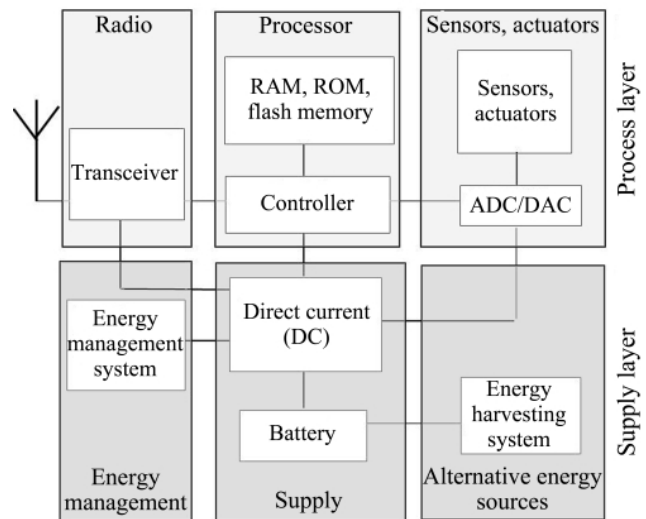 Radio
Processor
Sensors, actuators
RAM, ROM,
flash memory
Sensors,
actuators
Transceiver
Controller
ADC/DAC
Process layer
Energy
management
system
Direct current
(DC)
Battery
Energy
harvesting
system
Energy
management
Supply
Alternative energy
sources
Supply layer